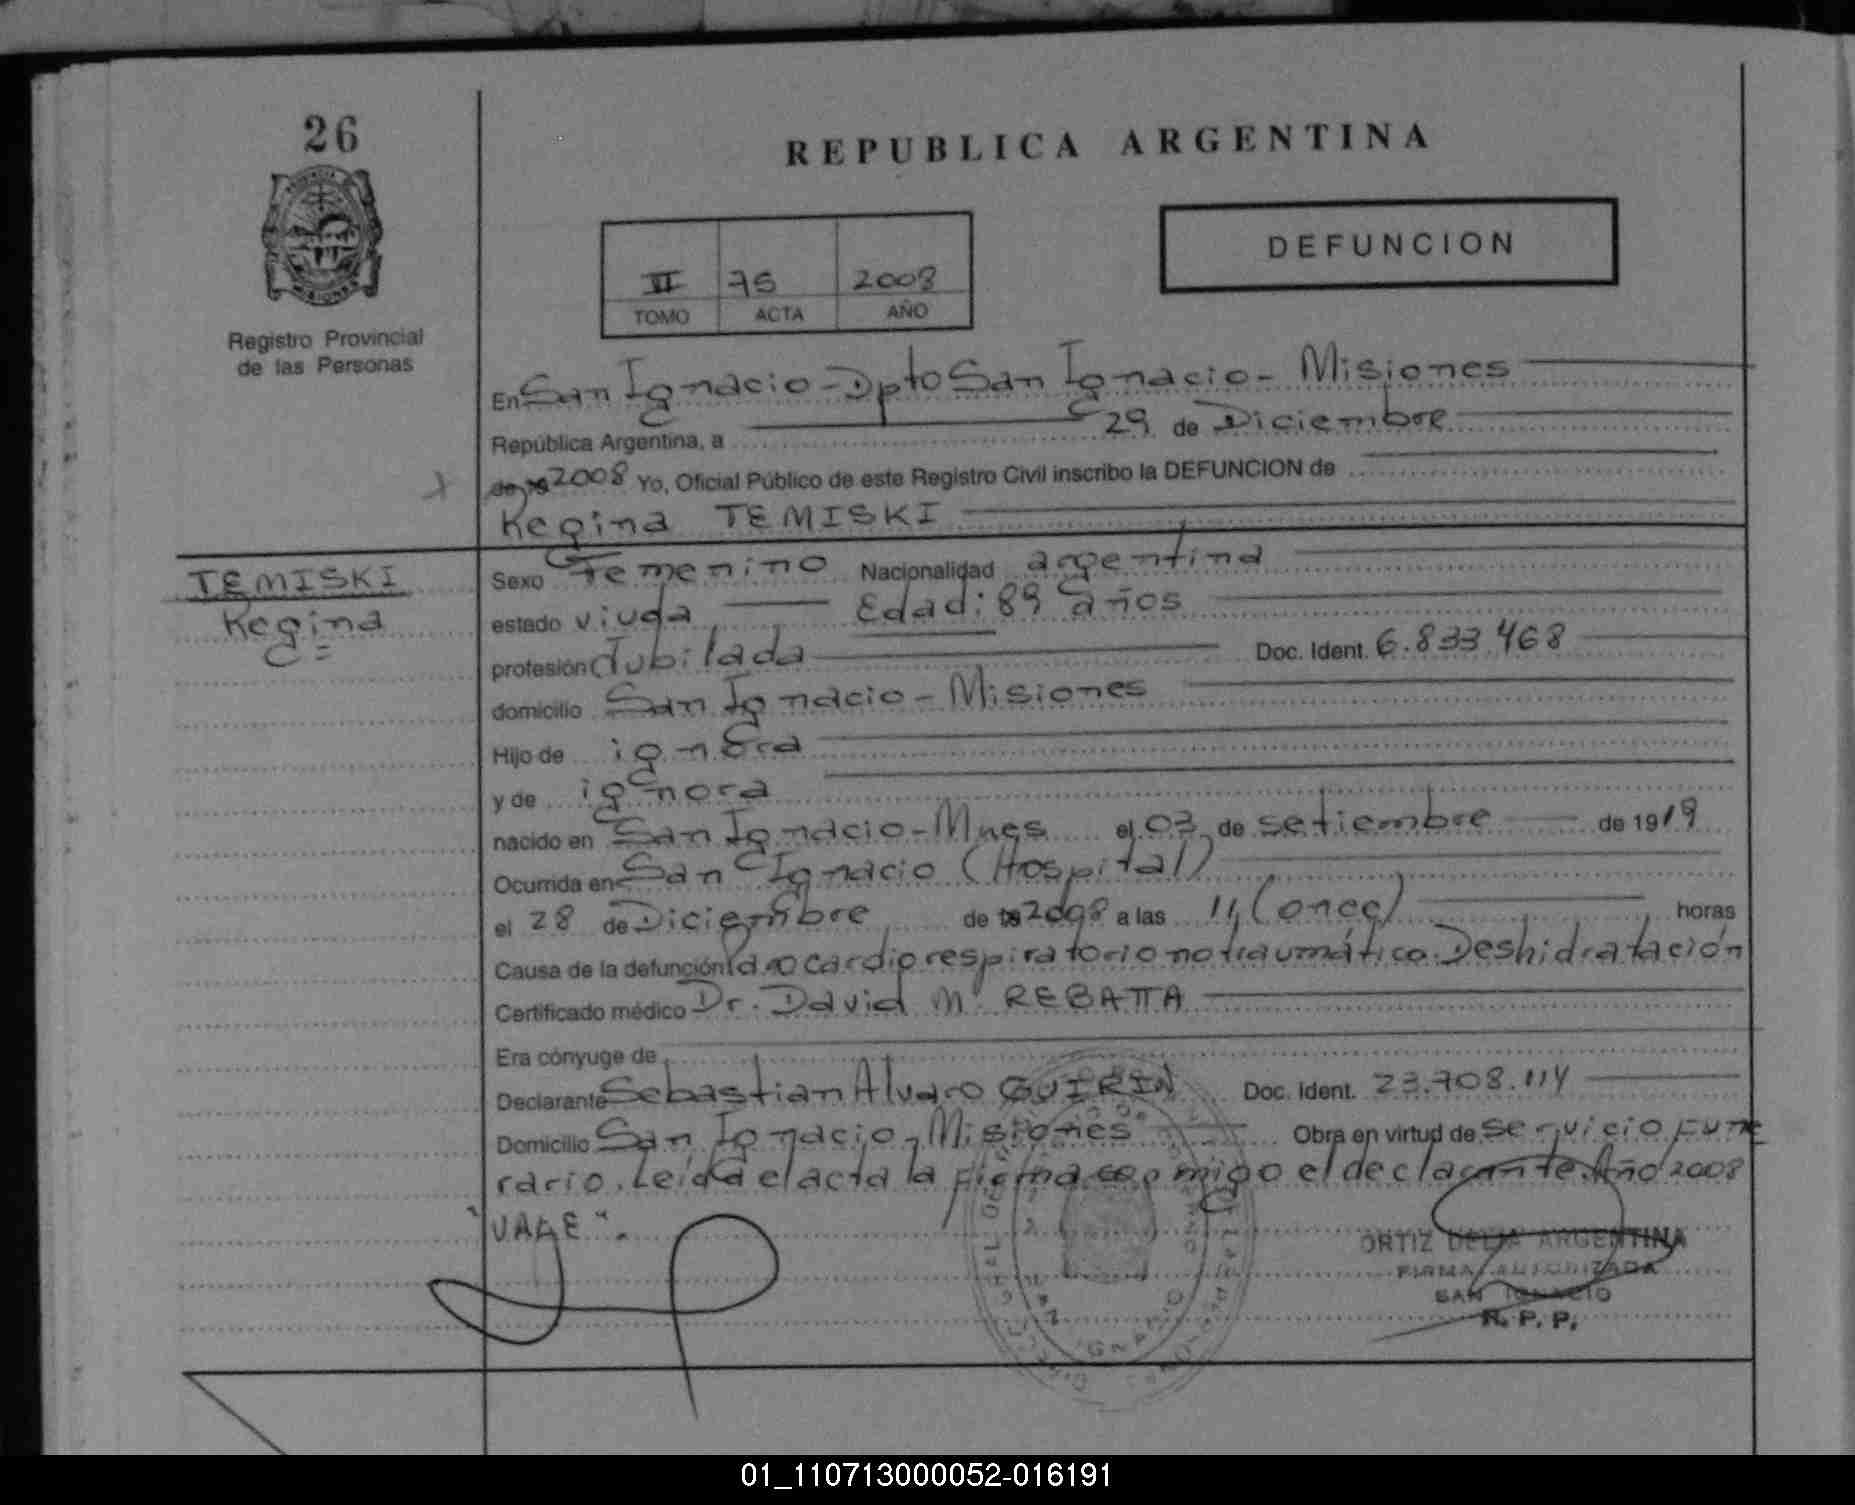 26
REPUBLICA ARGENTINA
DEFUNCION
II 75 2008
TOMO ACTA AÑO
Registro Provincial
de las Personas
En San Ignacio - Dpto San Ignacio - Misiones
República Argentina, a 29 de Diciembre
de 19 2008 Yo, Oficial Público de este Registro Civil inscribo la DEFUNCION de
Regina TEMISKI
TEMISKI
Regina
Sexo Femenino Nacionalidad argentina
estado viuda Edad: 89 años
profesión Jubilada Doc. Ident. 6.833.468
domicilio San Ignacio - Misiones
Hijo de ignora
y de ignora
nacido en San Ignacio - Mnes el 03 de setiembre de 1919
Ocurrida en San Ignacio (Hospital)
el 28 de Diciembre de 19 2008 a las 11, (once) horas
Causa de la defunción Paro cardiorespiratorio no traumático. Deshidratación
Certificado médico Dr. David M. REBATTA
Era cónyuge de
Declarante Sebastian Alvaro GUIRIN Doc. Ident. 23.708.114
Domicilio San Ignacio - Misiones Obra en virtud de servicio fune
rario. Leída el acta la firma conmigo el declarante. Año 2008
"VALE".
ORTIZ DELIA ARGENTINA
FIRMA AUTORIZADA
SAN IGNACIO
R. P. P.
01_110713000052-016191